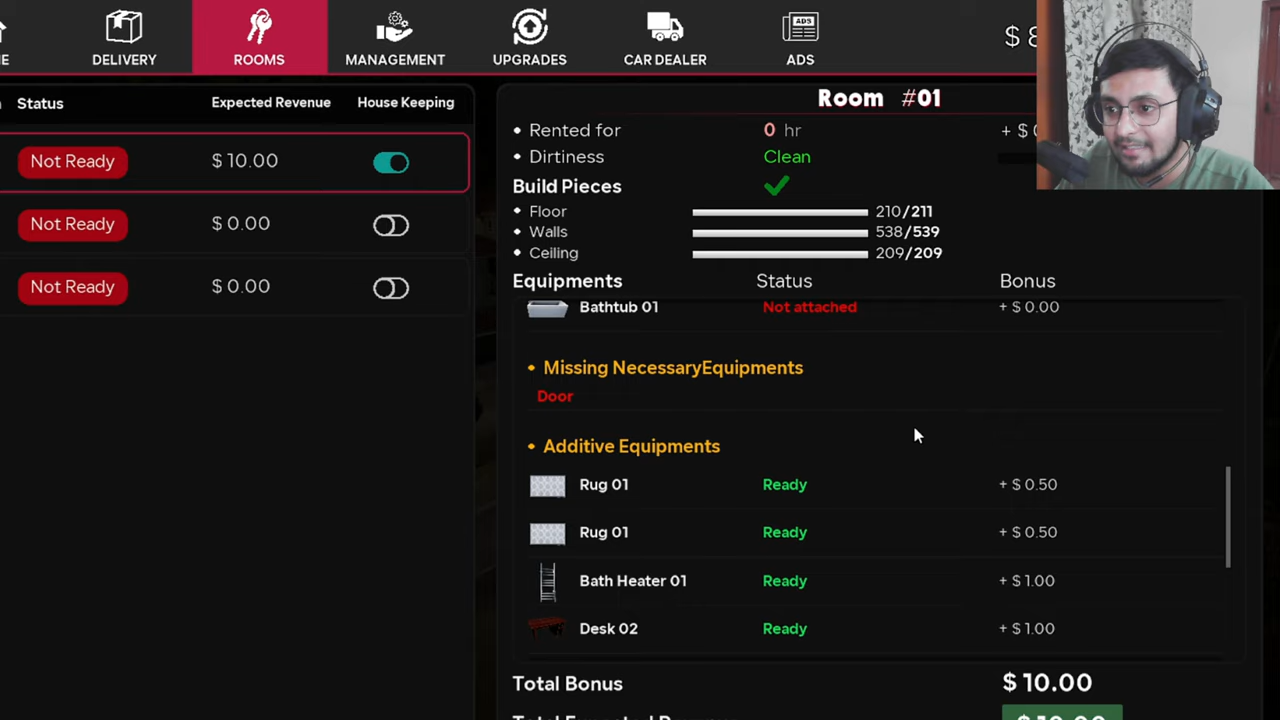 DELIVERY
ROOMS
MANAGEMENT
UPGRADES
CAR DEALER
ADS
ADS
$ 8
Status
Expected Revenue
House Keeping
Not Ready
$ 10.00
Not Ready
$ 0.00
Not Ready
$ 0.00
Room #01
• Rented for 0 hr + $
• Dirtiness Clean
Build Pieces
• Floor 210/211
• Walls 538/539
• Ceiling 209/209
Equipments Status Bonus
Bathtub 01 Not attached + $ 0.00
• Missing NecessaryEquipments
Door
• Additive Equipments
Rug 01 Ready + $ 0.50
Rug 01 Ready + $ 0.50
Bath Heater 01 Ready + $ 1.00
Desk 02 Ready + $ 1.00
Total Bonus $ 10.00